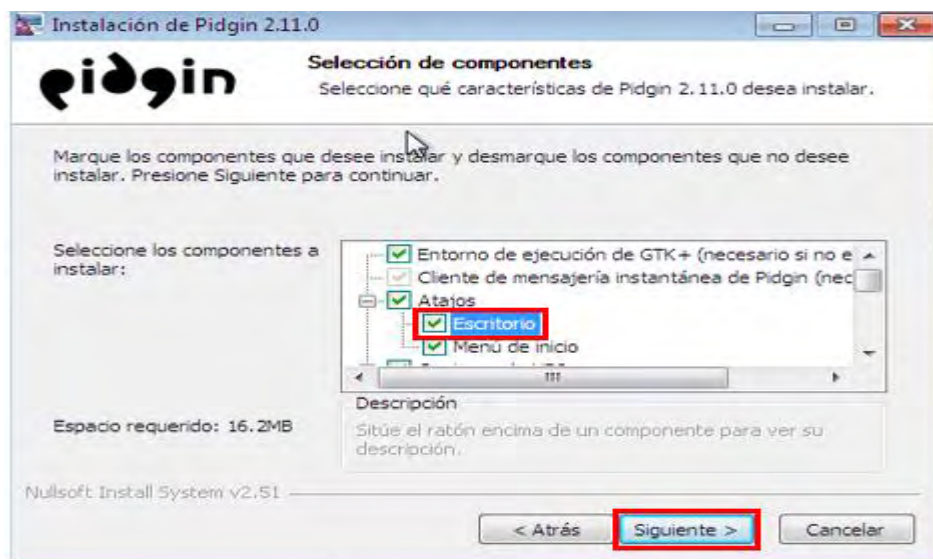 Instalación de Pidgin 2.11.0
pidgin
Selección de componentes
Seleccione qué características de Pidgin 2.11.0 desea instalar.
Marque los componentes que desee instalar y desmarque los componentes que no desee
instalar. Presione Siguiente para continuar.
Seleccione los componentes a
instalar:
Entorno de ejecución de GTK+ (necesario si no e
Cliente de mensajería instantánea de Pidgin (nec
Atajos
Escritorio
Menú de inicio
Espacio requerido: 16.2MB
Descripción
Sitúe el ratón encima de un componente para ver su
descripción.
Nullsoft Install System v2.51
< Atrás
Siguiente >
Cancelar